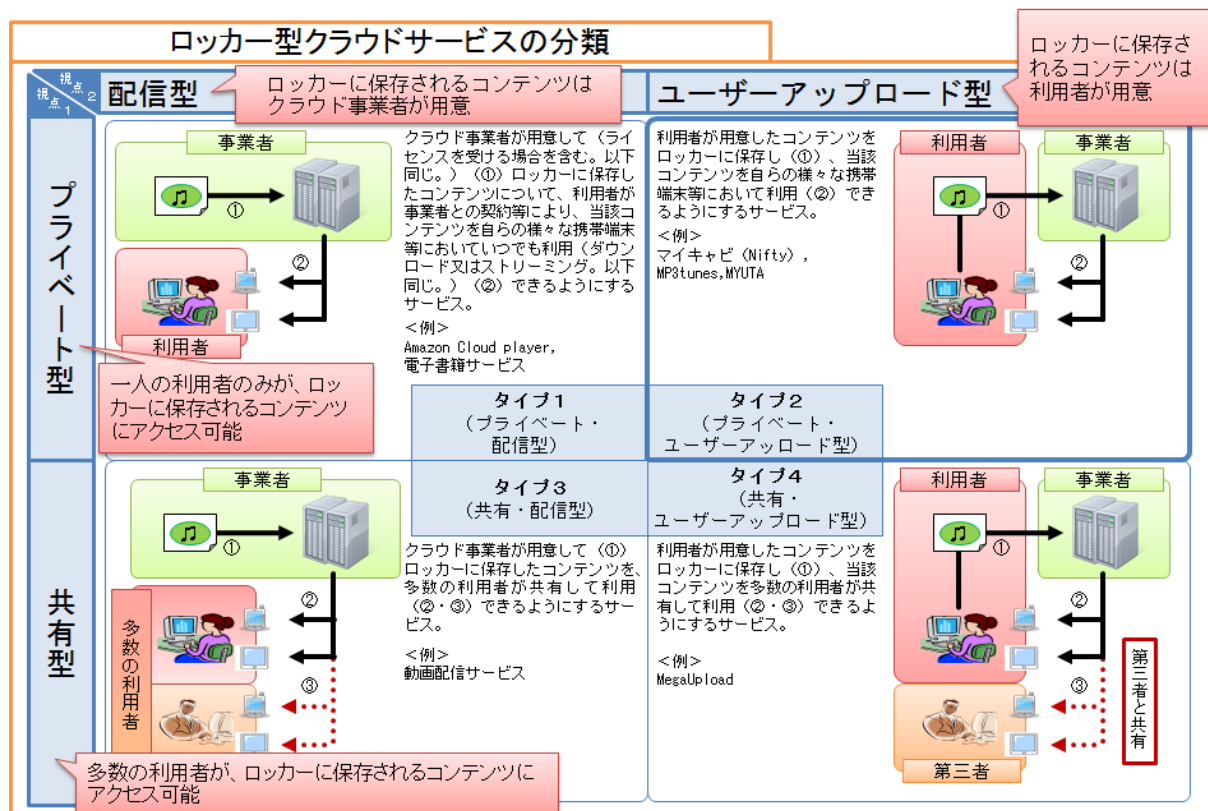 ロッカー型クラウドサービスの分類
視点2
視点1
配信型
ロッカーに保存されるコンテンツは
クラウド事業者が用意
ユーザーアップロード型
ロッカーに保存さ
れるコンテンツは
利用者が用意
プライベート型
事業者
①
②
利用者
クラウド事業者が用意して（ライ
センスを受ける場合を含む。以下
同じ。）（①）ロッカーに保存し
たコンテンツについて、利用者が
事業者との契約等により、当該コ
ンテンツを自らの様々な携帯端末
等においていつでも利用（ダウン
ロード又はストリーミング。以下
同じ。）（②）できるようにする
サービス。
＜例＞
Amazon Cloud player,
電子書籍サービス
利用者が用意したコンテンツを
ロッカーに保存し（①）、当該
コンテンツを自らの様々な携帯
端末等において利用（②）でき
るようにするサービス。
＜例＞
マイキャビ（Nifty）,
MP3tunes,MYUTA
利用者
事業者
①
②
一人の利用者のみが、ロッ
カーに保存されるコンテンツ
にアクセス可能
タイプ１
（プライベート・
配信型）
タイプ２
（プライベート・
ユーザーアッロード型）
タイプ３
（共有・配信型）
タイプ４
（共有・
ユーザーアップロード型）
共有型
事業者
①
②
③
多数の利用者
クラウド事業者が用意して（①）
ロッカーに保存したコンテンツを、
多数の利用者が共有して利用
（②・③）できるようにするサー
ビス。
＜例＞
動画配信サービス
利用者が用意したコンテンツを
ロッカーに保存し（①）、当該
コンテンツを多数の利用者が共
有して利用（②・③）できるよ
うにするサービス。
＜例＞
MegaUpload
利用者
事業者
①
②
③
第三者と共有
第三者
多数の利用者が、ロッカーに保存されるコンテンツに
アクセス可能